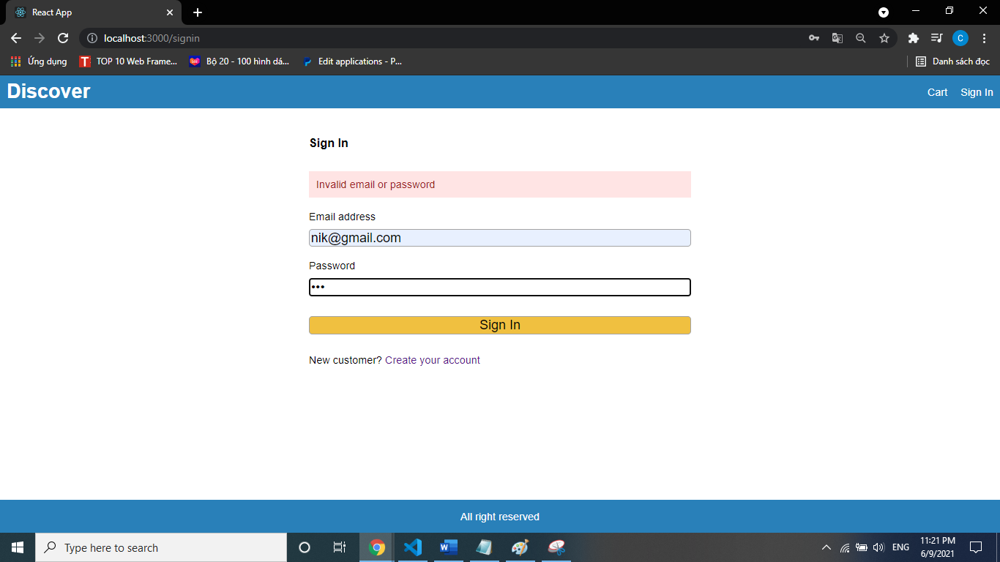 React App
localhost:3000/signin
C
Ứng dụng TOP 10 Web Frame... Bộ 20 - 100 hình dá... Edit applications - P... Danh sách đọc
Discover Cart Sign In
Sign In
Invalid email or password
Email address
nik@gmail.com
Password
•••
Sign In
New customer? Create your account
All right reserved
Type here to search ENG 11:21 PM
6/9/2021